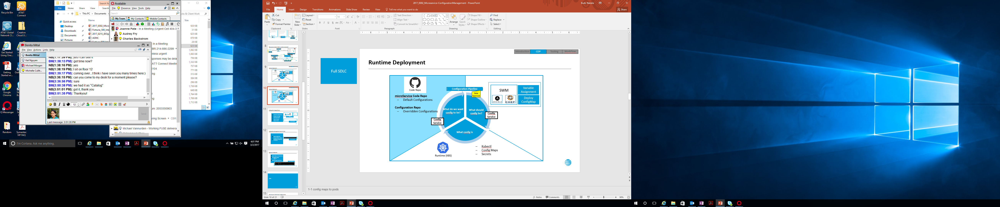 Recycle Bin
AT&T Connect
AT&T Global Network Cl...
Creative Cloud U...
Get Started Using One...
Getting Started wi...
Google Chrome
Q Messenger
Random
Symantec VIP FAQ
File
Home
Share
View
This PC
Documents
Quick access
Desktop
Downloads
Documents
Pictures
Name
2017_0302_Micro
Fortune_500_Inte
2017_0215_JDOp
AGNC
Size
920 KB
31 KB
625 KB
870 KB
28 KB
625 KB
1,082 KB
1,083 KB
756 KB
1,332 KB
757 KB
771 KB
313 KB
384 KB
296 KB
1,730 KB
648 KB
1,764 KB
1,769 KB
1,712 KB
Available
File Presence View Tools Help
Search
My Team
My Contacts
Mobile Contacts
Joanne Pate - In a Meeting (Urgent Cell 404-3
Audrey Fry
Charles Backstrom
In a Meeting
CBR 214-886-2299
nless urgent
sponses may be dela
ATT Connect Meetin
um: 2053350903
aring Screen
CBR
Michael Vannurden - Working FUSE delivera
Benita Mittal
File View Actions Links Help
Benita Mittal
Kat Nguyen
Michael Morgan
Michelle Cullit...
NB(1:17:39 PM): yes I can see it
BM(1:38:13 PM): got time now?
NB(1:38:16 PM): yes
NB(1:38:19 PM): I sit on floor 12
BM(1:39:17 PM): coming over...I think i have seen you many times here:)
NB(3:36:15 PM): can you come to my desk for a moment please?
BM(3:36:56 PM): sure
BM(3:50:38 PM): we had it as "Catalog"
NB(3:51:01 PM): got it, thank you
BM(3:51:35 PM): Thankyou!
12
Send
Last message: 3:51:35 PM
I'm Cortana. Ask me anything.
4:01 PM
3/2/2017
2017_0302_Microservice-ConfigurationManagement - PowerPoint
Burk, Natalie
File Home Insert Design Transitions Animations Slide Show Review View Tell me what you want to do
Share
Paste
Cut
Copy
Format Painter
Clipboard
New Slide
Layout
Reset
Section
Slides
Font
Text Direction
Align Text
Convert to SmartArt
Paragraph
Arrange
Quick Styles
Shape Fill
Shape Outline
Shape Effects
Drawing
Find
Replace
Select
Editing
8
9
10
11
12
13
14
15
Full SDLC
Introduction
CDP
Tooling
Workflow
Runtime Deployment
Code Repo
microService Code Repo
– Default Configurations
Configuration Repo
– Overridden Configurations
Configuration Pipeline
Gate Approval
SWM
ANSIBLE
CHEF
Variable Assignment
Deploy ConfigMap
What do we want config to be?
What should config be?
Config Service
Config Service
What config is
Runtime (K8S)
– Kubectl
– Config Maps
– Secrets
1-1 config maps to pods
Slide 10 of 21
Notes
Comments
90%